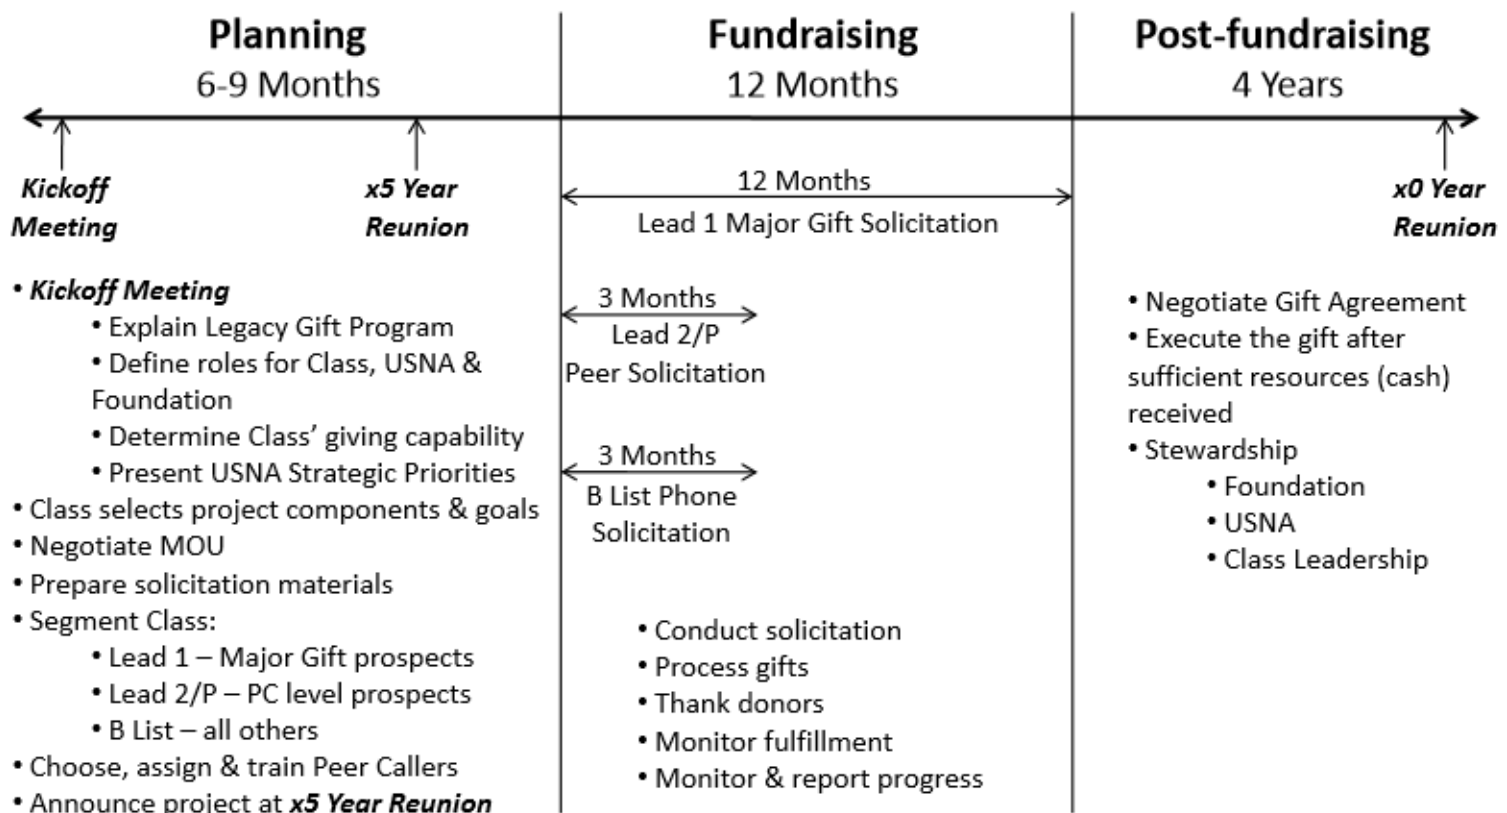 Planning
6-9 Months
Fundraising
12 Months
Post-fundraising
4 Years
Kickoff
Meeting
x5 Year
Reunion
x0 Year
Reunion
• Kickoff Meeting
• Explain Legacy Gift Program
• Define roles for Class, USNA &
Foundation
• Determine Class’ giving capability
• Present USNA Strategic Priorities
• Class selects project components & goals
• Negotiate MOU
• Prepare solicitation materials
• Segment Class:
• Lead 1 – Major Gift prospects
• Lead 2/P – PC level prospects
• B List – all others
• Choose, assign & train Peer Callers
• Announce project at x5 Year Reunion
12 Months
Lead 1 Major Gift Solicitation
3 Months
Lead 2/P
Peer Solicitation
3 Months
B List Phone
Solicitation
• Conduct solicitation
• Process gifts
• Thank donors
• Monitor fulfillment
• Monitor & report progress
• Negotiate Gift Agreement
• Execute the gift after
sufficient resources (cash)
received
• Stewardship
• Foundation
• USNA
• Class Leadership